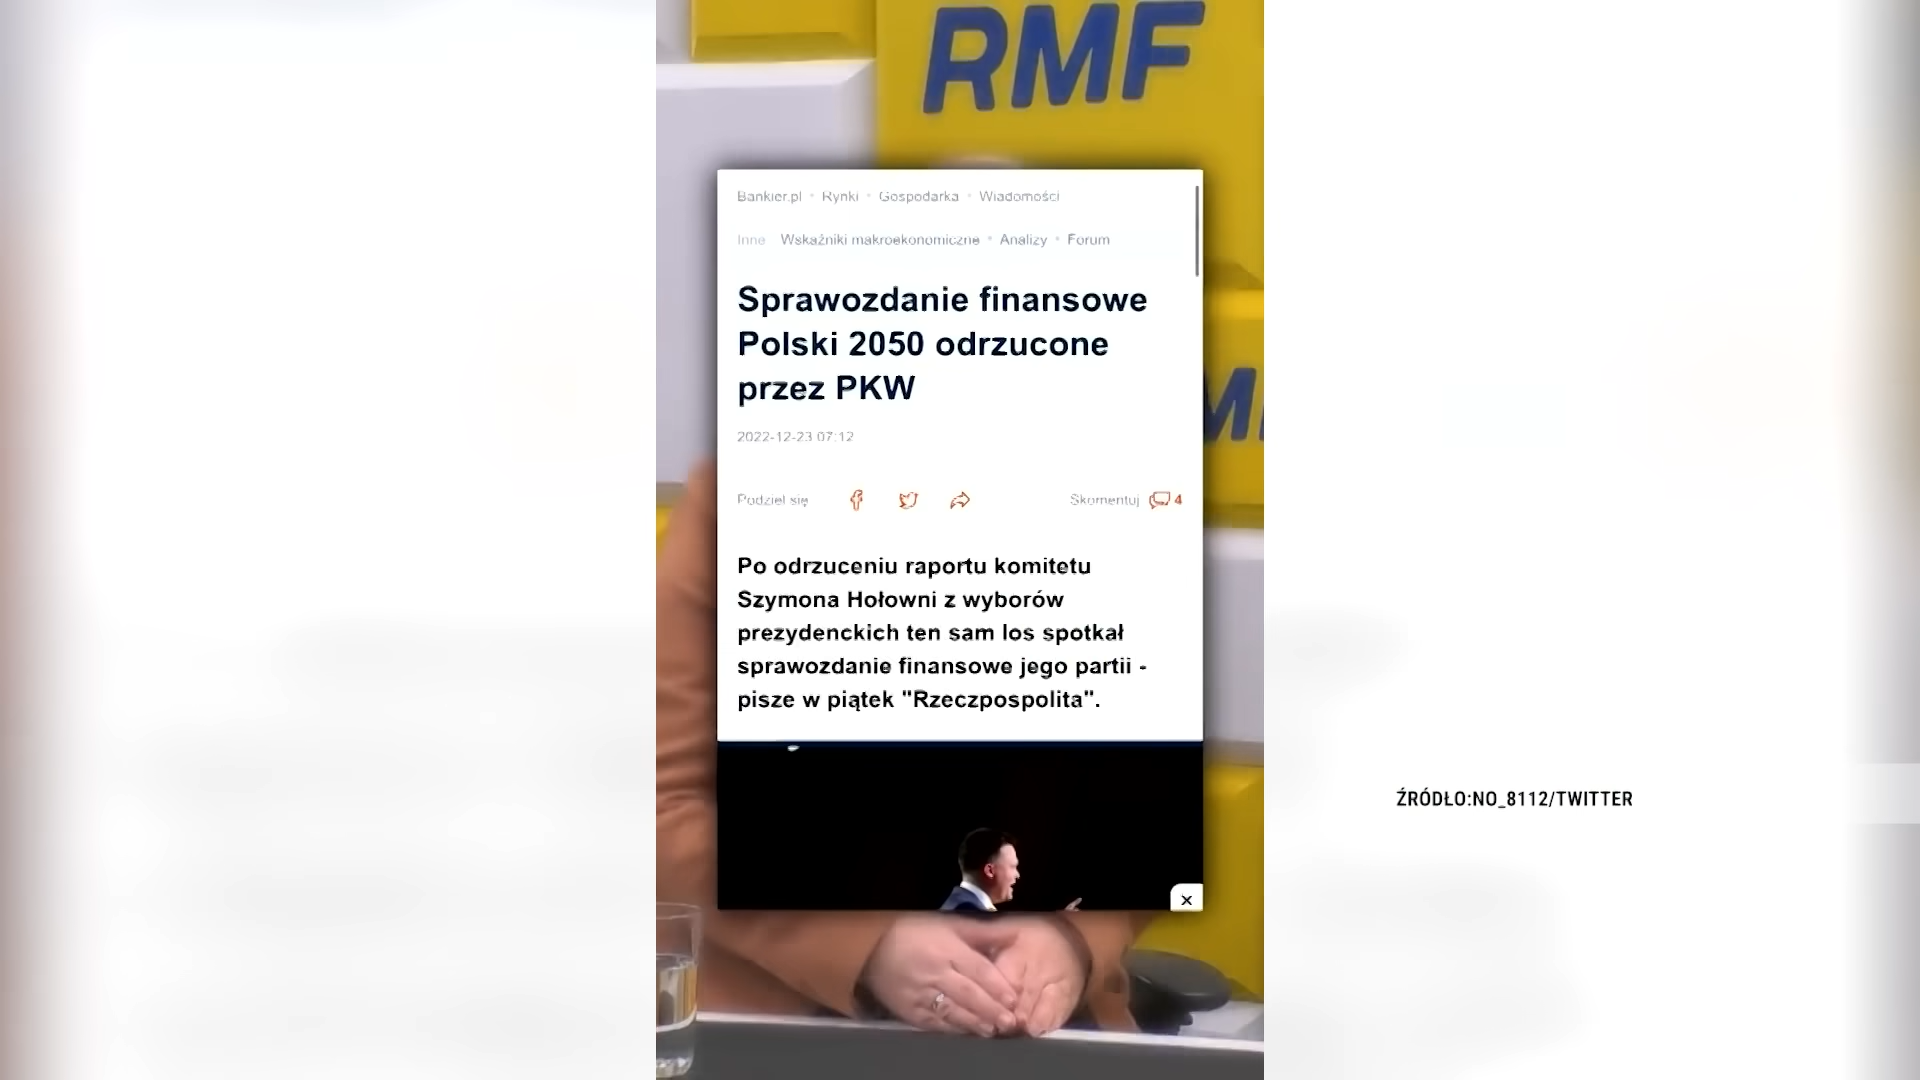 RMF
Bankier.pl • Rynki • Gospodarka • Wiadomości
Inne Wskaźniki makroekonomiczne • Analizy • Forum
Sprawozdanie finansowe
Polski 2050 odrzucone
przez PKW
2022-12-23 07:12
Podziel się
Skomentuj 4
Po odrzuceniu raportu komitetu
Szymona Hołowni z wyborów
prezydenckich ten sam los spotkał
sprawozdanie finansowe jego partii -
pisze w piątek "Rzeczpospolita".
ŹRÓDŁO:NO_8112/TWITTER